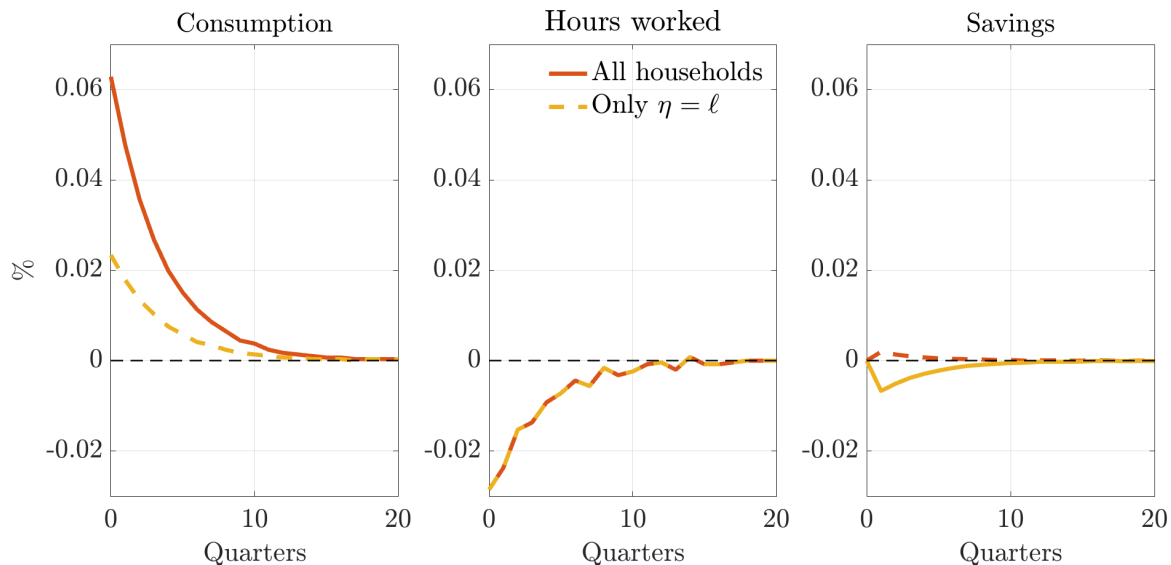 Consumption
Hours worked
Savings
All households
Only η = ℓ
%
0.06
0.04
0.02
0
-0.02
0.06
0.04
0.02
0
-0.02
0.06
0.04
0.02
0
-0.02
0 10 20
0 10 20
0 10 20
Quarters
Quarters
Quarters